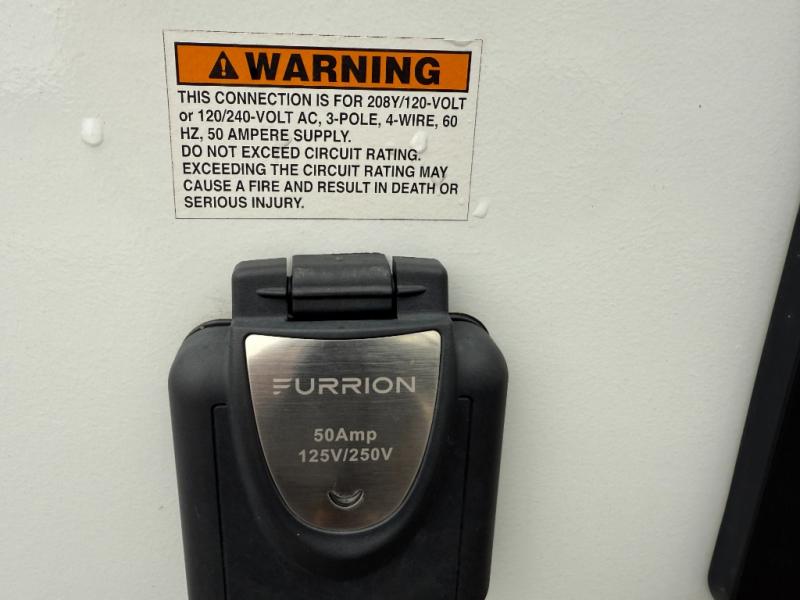 WARNING
THIS CONNECTION IS FOR 208Y/120-VOLT
or 120/240-VOLT AC, 3-POLE, 4-WIRE, 60
HZ, 50 AMPERE SUPPLY.
DO NOT EXCEED CIRCUIT RATING.
EXCEEDING THE CIRCUIT RATING MAY
CAUSE A FIRE AND RESULT IN DEATH OR
SERIOUS INJURY.
FURRION
50Amp
125V/250V